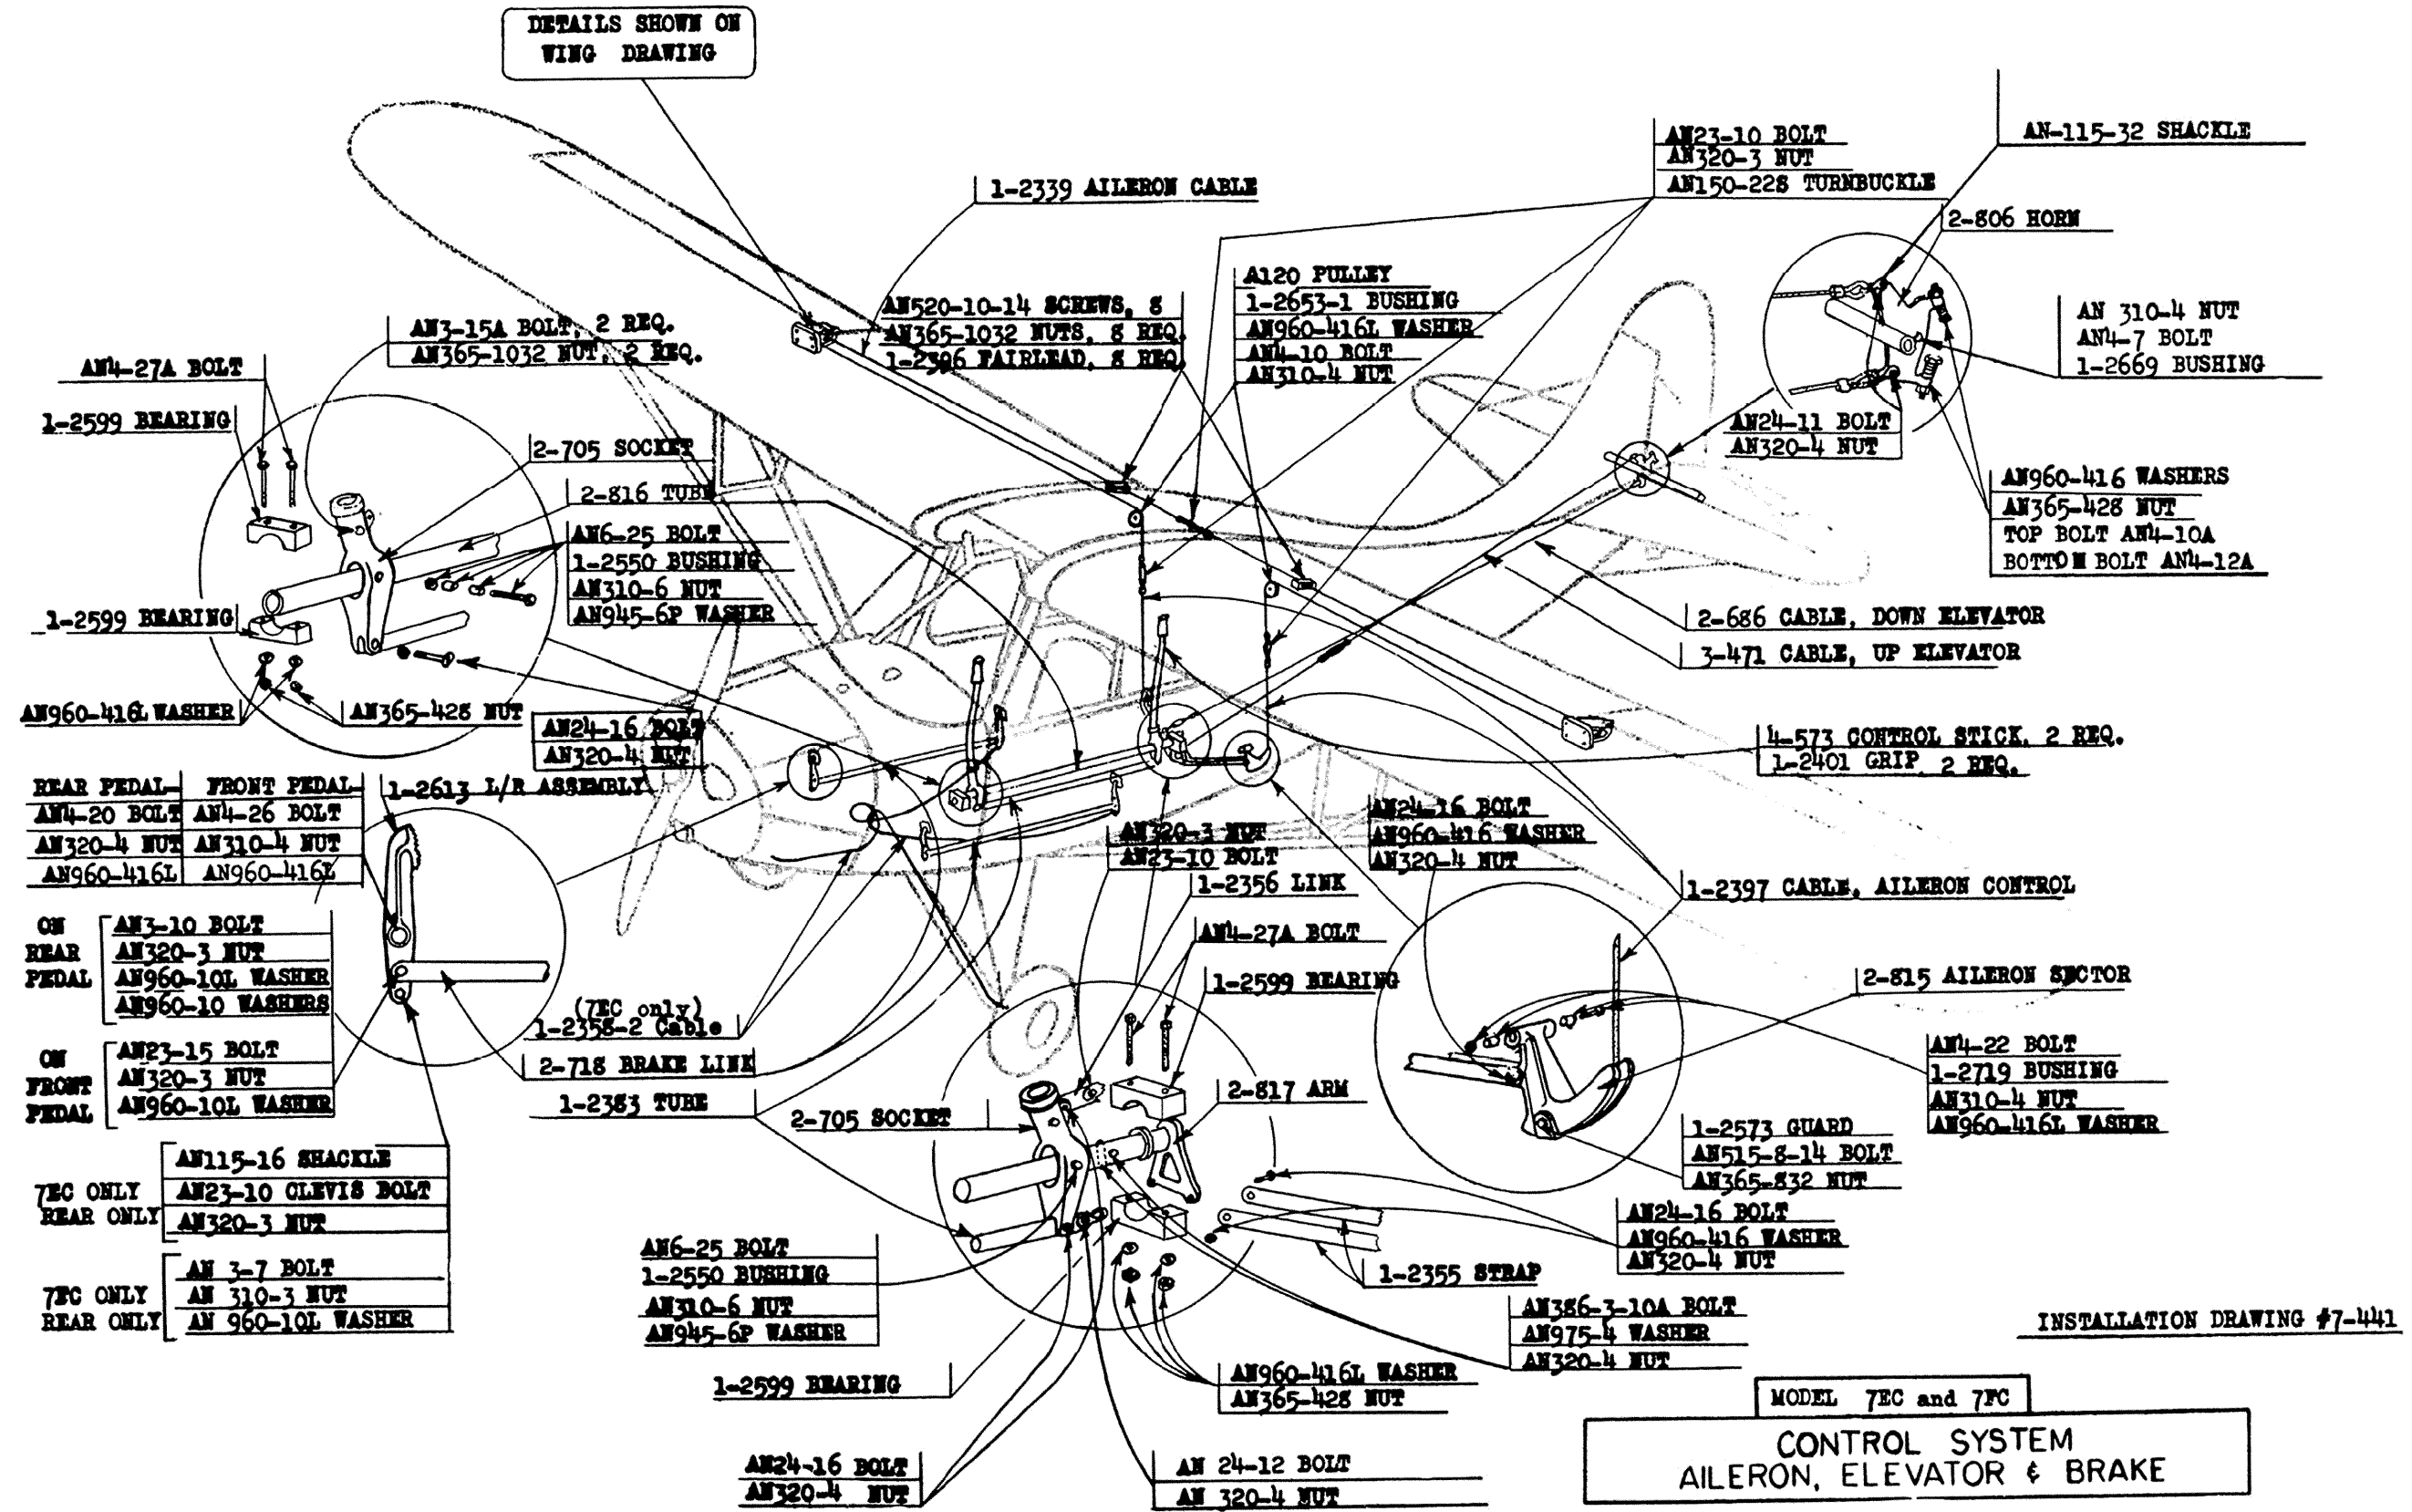 DETAILS SHOWN ON
WING DRAWING
1-2339 AILERON CABLE
AN23-10 BOLT
AN320-3 NUT
AN150-22S TURNBUCKLE
AN-115-32 SHACKLE
2-806 HORN
AN 310-4 NUT
AN4-7 BOLT
1-2669 BUSHING
AN24-11 BOLT
AN320-4 NUT
AN960-416 WASHERS
AN365-428 NUT
TOP BOLT AN4-10A
BOTTOM BOLT AN4-12A
A120 PULLEY
1-2653-1 BUSHING
AN960-416L WASHER
AN4-10 BOLT
AN310-4 NUT
AN520-10-14 SCREWS, 8
AN365-1032 NUTS, 8 REQ.
1-2396 FAIRLEAD, 8 REQ.
AN3-15A BOLT, 2 REQ.
AN365-1032 NUT, 2 REQ.
AN4-27A BOLT
1-2599 BEARING
2-705 SOCKET
2-816 TUBE
AN6-25 BOLT
1-2550 BUSHING
AN310-6 NUT
AN945-6P WASHER
1-2599 BEARING
AN960-416L WASHER
AN365-428 NUT
AN24-16 BOLT
AN320-4 NUT
2-686 CABLE, DOWN ELEVATOR
3-471 CABLE, UP ELEVATOR
4-573 CONTROL STICK, 2 REQ.
1-2401 GRIP 2 REQ.
REAR PEDAL- FRONT PEDAL-
AN4-20 BOLT AN4-26 BOLT
AN320-4 NUT AN310-4 NUT
AN960-416L AN960-416L
1-2613 L/R ASSEMBLY
ON
REAR
PEDAL
AN3-10 BOLT
AN320-3 NUT
AN960-10L WASHER
AN960-10 WASHERS
ON
FRONT
PEDAL
AN23-15 BOLT
AN320-3 NUT
AN960-10L WASHER
7EC ONLY
REAR ONLY
AN115-16 SHACKLE
AN23-10 CLEVIS BOLT
AN320-3 NUT
7FC ONLY
REAR ONLY
AN 3-7 BOLT
AN 310-3 NUT
AN 960-10L WASHER
(7EC only)
1-2358-2 Cable
2-718 BRAKE LINK
1-2383 TUBE
AN320-3 NUT
AN23-10 BOLT
1-2356 LINK
AN4-27A BOLT
1-2599 BEARING
2-817 ARM
2-705 SOCKET
AN24-16 BOLT
AN960-416 WASHER
AN320-4 NUT
1-2397 CABLE, AILERON CONTROL
2-815 AILERON SECTOR
AN4-22 BOLT
1-2719 BUSHING
AN310-4 NUT
AN960-416L WASHER
1-2573 GUARD
AN515-8-14 BOLT
AN365-832 NUT
AN24-16 BOLT
AN960-416 WASHER
AN320-4 NUT
1-2355 STRAP
AN6-25 BOLT
1-2550 BUSHING
AN310-6 NUT
AN945-6P WASHER
1-2599 BEARING
AN386-3-10A BOLT
AN975-4 WASHER
AN320-4 NUT
AN960-416L WASHER
AN365-428 NUT
AN24-16 BOLT
AN320-4 NUT
AN 24-12 BOLT
AN 320-4 NUT
INSTALLATION DRAWING #7-441
MODEL 7EC and 7FC
CONTROL SYSTEM
AILERON, ELEVATOR & BRAKE